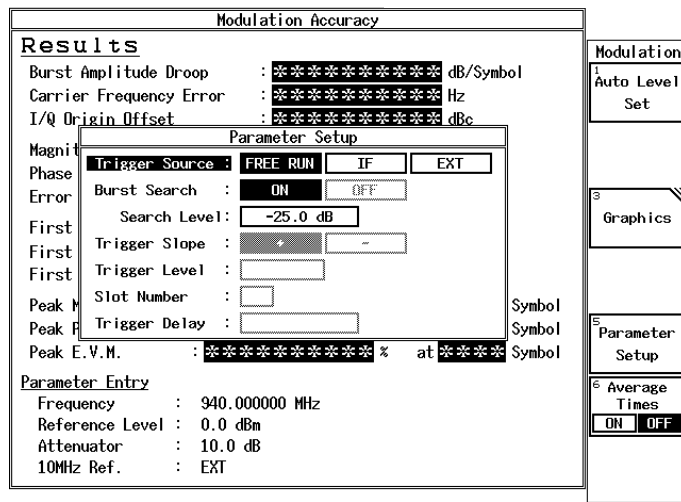 Modulation Accuracy
Results
Burst Amplitude Droop : ********** dB/Symbol
Carrier Frequency Error : ********** Hz
I/Q Origin Offset : ********** dBc
Parameter Setup
Magnit
Phase
Error
First
First
First
Trigger Source : FREE RUN IF EXT
Burst Search : ON OFF
Search Level: -25.0 dB
Trigger Slope : + -
Trigger Level :
Slot Number :
Trigger Delay :
Peak M Symbol
Peak P Symbol
Peak E.V.M. : ********** % at **** Symbol
Parameter Entry
Frequency : 940.000000 MHz
Reference Level : 0.0 dBm
Attenuator : 10.0 dB
10MHz Ref. : EXT
Modulation
1
Auto Level
Set
3
Graphics
5
Parameter
Setup
6 Average
Times
ON OFF